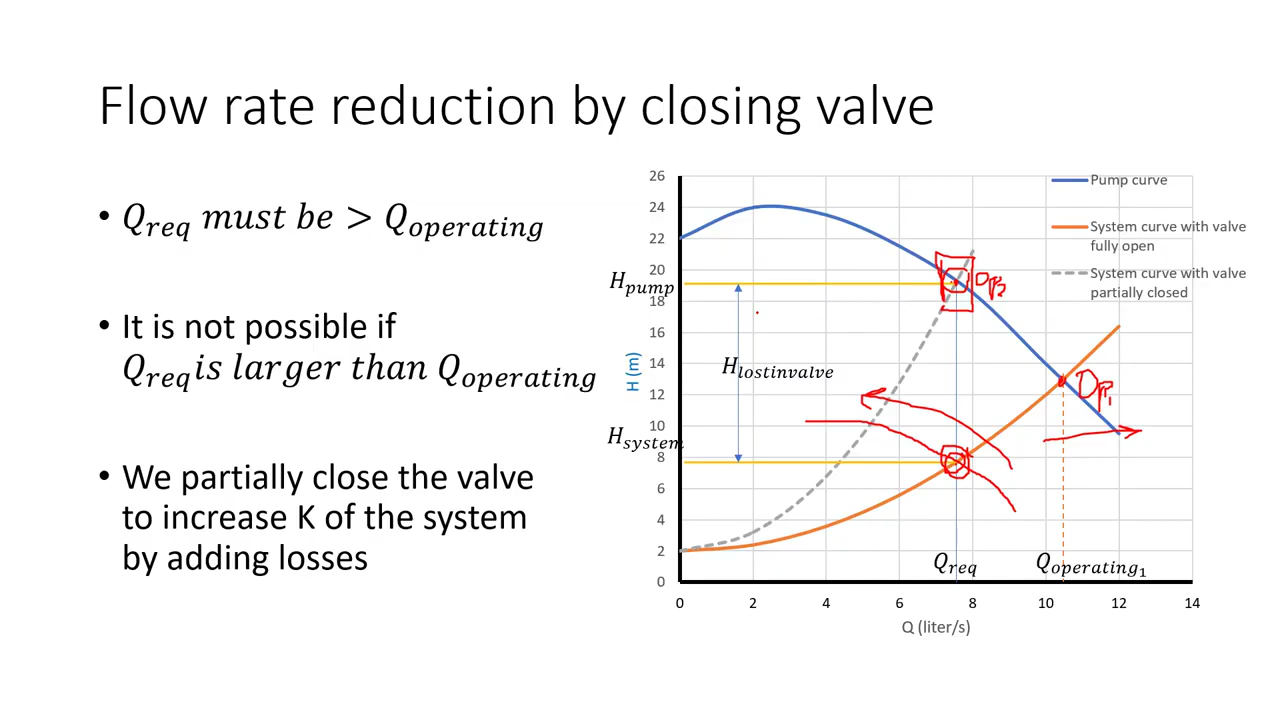 Flow rate reduction by closing valve
• Q_req must be > Q_operating
• It is not possible if
Q_req is larger than Q_operating
• We partially close the valve
to increase K of the system
by adding losses
26
24
22
20
18
16
14
12
10
8
6
4
2
0
H (m)
H_pump
H_lostinvalve
H_system
Pump curve
System curve with valve
fully open
System curve with valve
partially closed
OP₂
OP₁
Q_req
Q_operating₁
0 2 4 6 8 10 12 14
Q (liter/s)